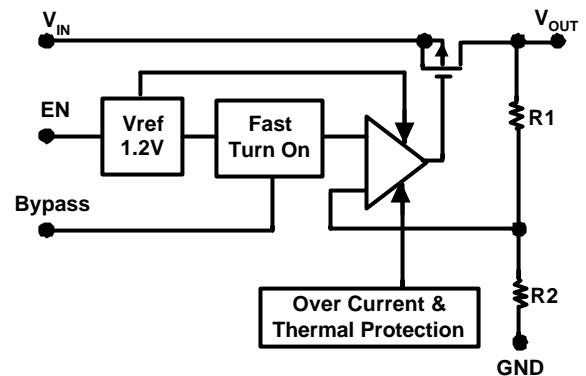 VIN
VOUT
EN
Vref
1.2V
Fast
Turn On
R1
Bypass
Over Current &
Thermal Protection
R2
GND